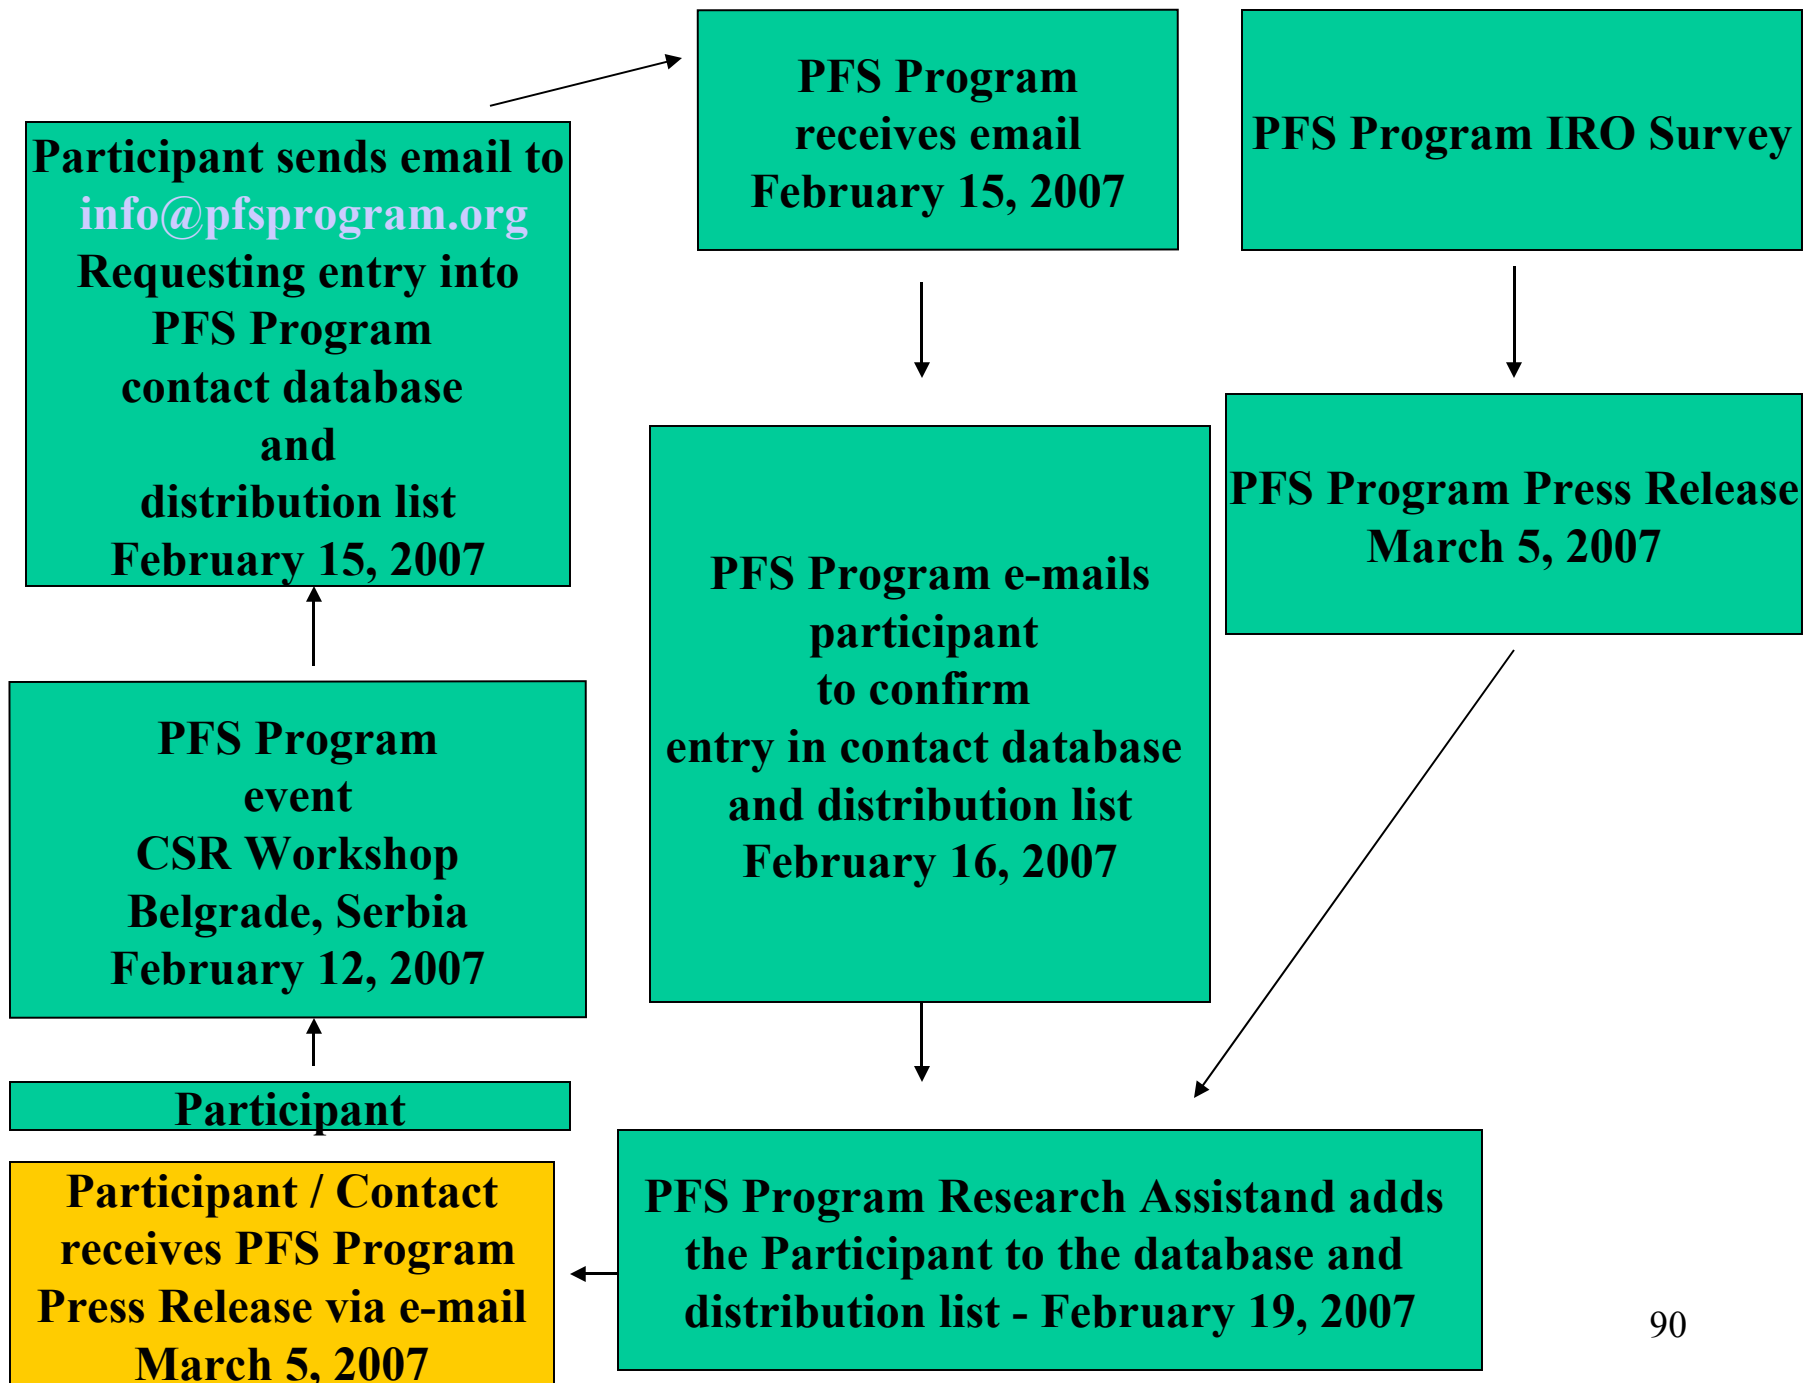 PFS Program
receives email
February 15, 2007
PFS Program IRO Survey
Participant sends email to
info@pfsprogram.org
Requesting entry into
PFS Program
contact database
and
distribution list
February 15, 2007
PFS Program Press Release
March 5, 2007
PFS Program e-mails
participant
to confirm
entry in contact database
and distribution list
February 16, 2007
PFS Program
event
CSR Workshop
Belgrade, Serbia
February 12, 2007
Participant
Participant / Contact
receives PFS Program
Press Release via e-mail
March 5, 2007
PFS Program Research Assistand adds
the Participant to the database and
distribution list - February 19, 2007
90